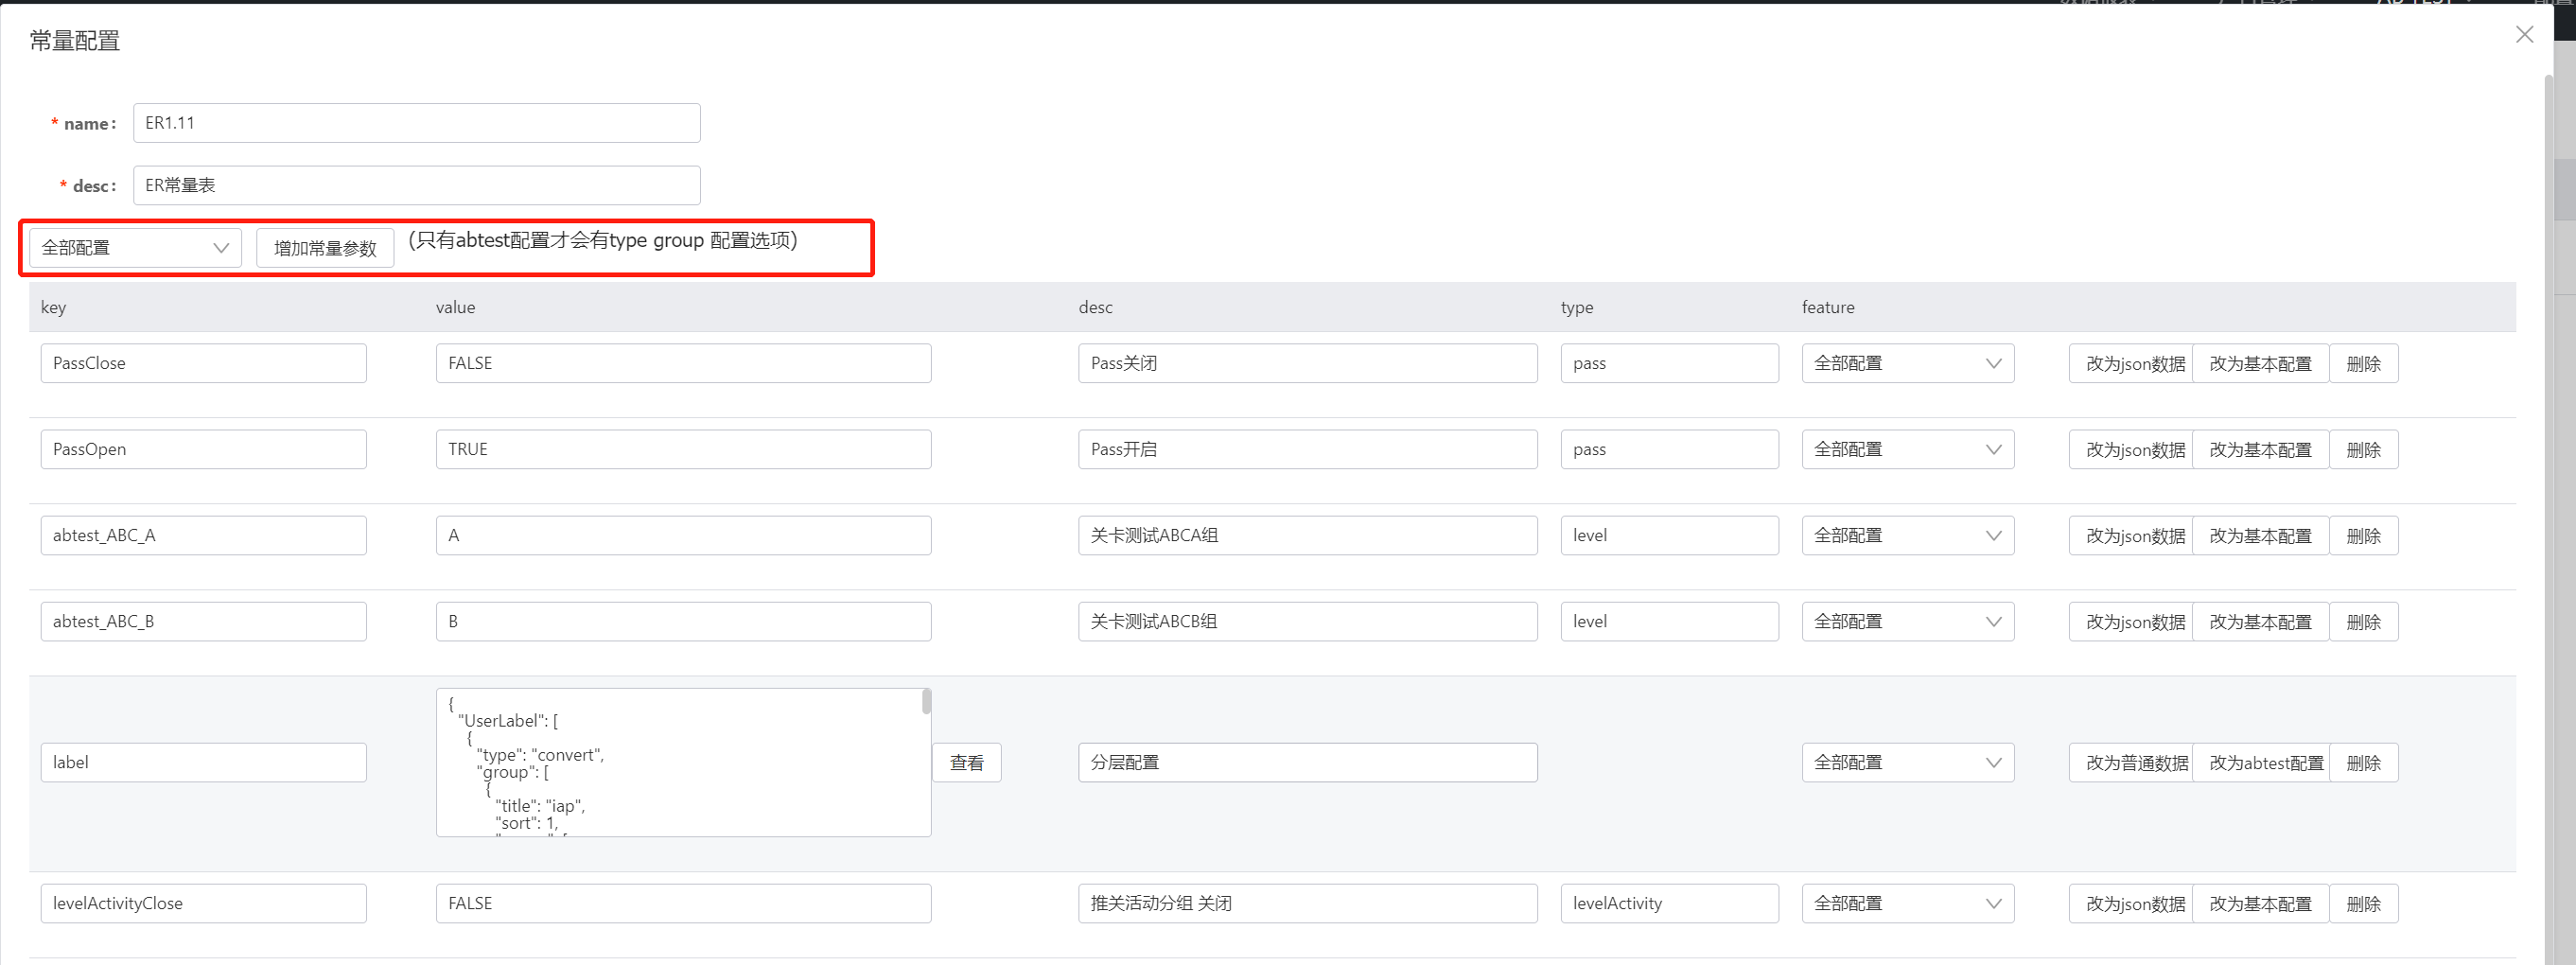 常量配置
* name: ER1.11
* desc: ER常量表
全部配置 增加常量参数 (只有abtest配置才会有type group 配置选项)
key value desc type feature
PassClose FALSE Pass关闭 pass 全部配置 改为json数据 改为基本配置 删除
PassOpen TRUE Pass开启 pass 全部配置 改为json数据 改为基本配置 删除
abtest_ABC_A A 关卡测试ABCA组 level 全部配置 改为json数据 改为基本配置 删除
abtest_ABC_B B 关卡测试ABCB组 level 全部配置 改为json数据 改为基本配置 删除
{
"UserLabel": [
{
"type": "convert",
label 查看 分层配置 全部配置 改为普通数据 改为abtest配置 删除
"group": [
{
"title": "iap",
"sort": 1,
levelActivityClose FALSE 推关活动分组 关闭 levelActivity 全部配置 改为json数据 改为基本配置 删除